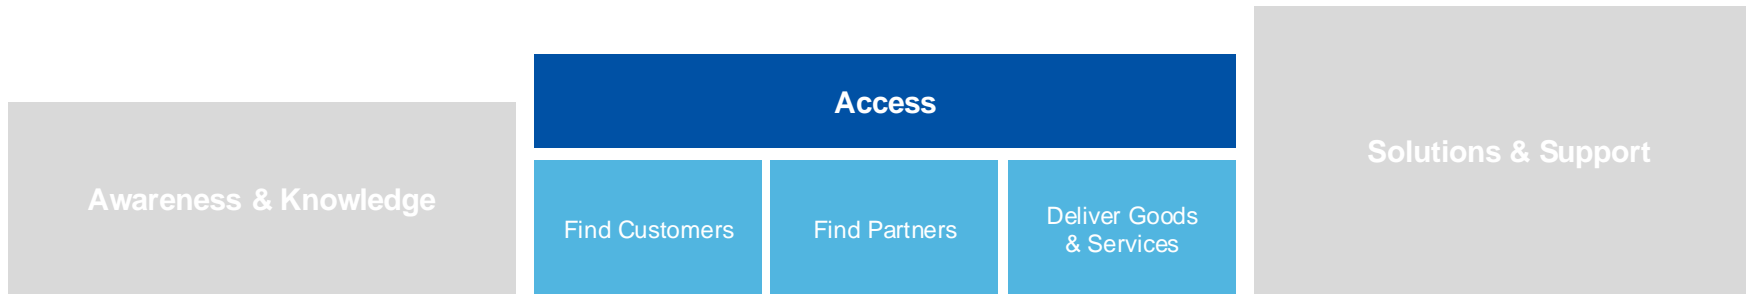 Awareness & Knowledge
Access
Find Customers
Find Partners
Deliver Goods
& Services
Solutions & Support